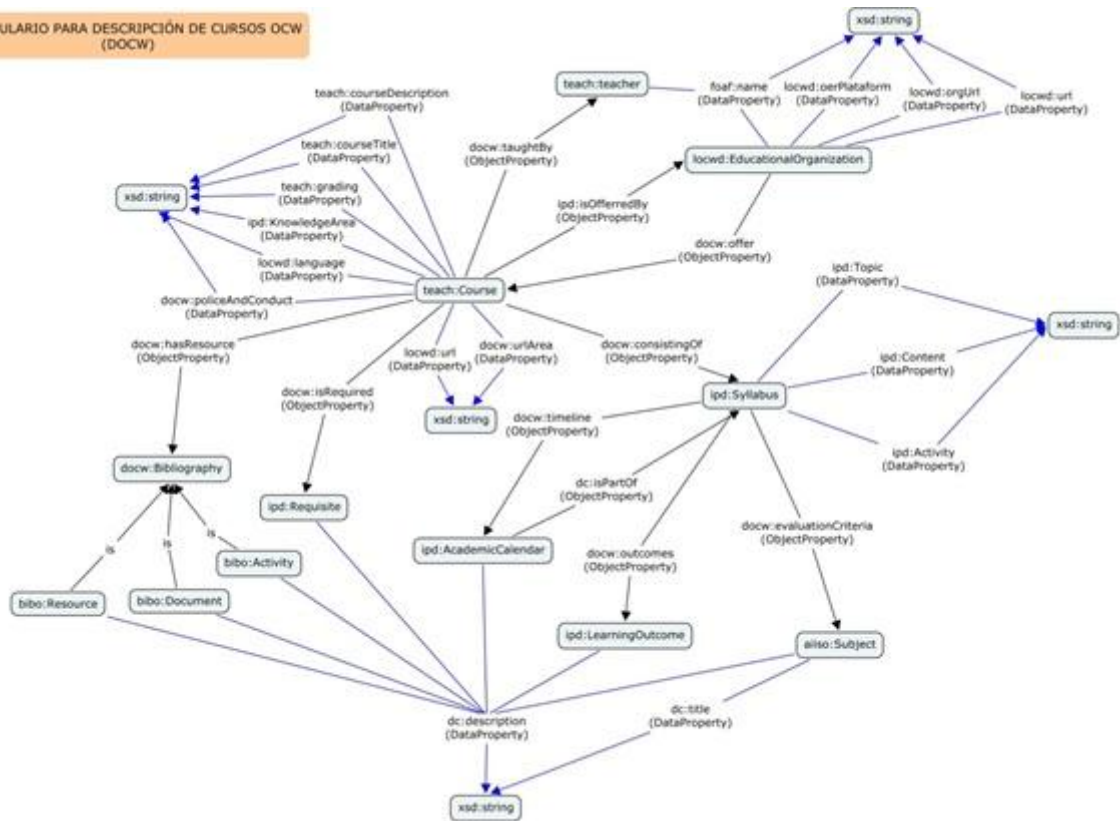 ULARIO PARA DESCRIPCIÓN DE CURSOS OCW
(DOCW)
xsd:string
teach:teacher
foaf:name
(DataProperty)
locwd:oerPlataform
(DataProperty)
locwd:orgUrl
(DataProperty)
locwd:url
(DataProperty)
teach:courseDescription
(DataProperty)
docw:taughtBy
(ObjectProperty)
teach:courseTitle
(DataProperty)
locwd:EducationalOrganization
xsd:string
teach:grading
(DataProperty)
ipd:isOfferredBy
(ObjectProperty)
ipd:KnowledgeArea
(DataProperty)
docw:offer
(ObjectProperty)
locwd:language
(DataProperty)
teach:Course
ipd:Topic
(DataProperty)
docw:policeAndConduct
(DataProperty)
xsd:string
docw:hasResource
(ObjectProperty)
locwd:url
(DataProperty)
docw:urlArea
(DataProperty)
docw:consistingOf
(ObjectProperty)
ipd:Content
(DataProperty)
docw:isRequired
(ObjectProperty)
ipd:Syllabus
xsd:string
docw:timeline
(ObjectProperty)
ipd:Activity
(DataProperty)
docw:Bibliography
dc:isPartOf
(ObjectProperty)
ipd:Requisite
docw:evaluationCriteria
(ObjectProperty)
is
is
is
ipd:AcademicCalendar
docw:outcomes
(ObjectProperty)
bibo:Activity
bibo:Resource
bibo:Document
ipd:LearningOutcome
aiiso:Subject
dc:description
(DataProperty)
dc:title
(DataProperty)
xsd:string